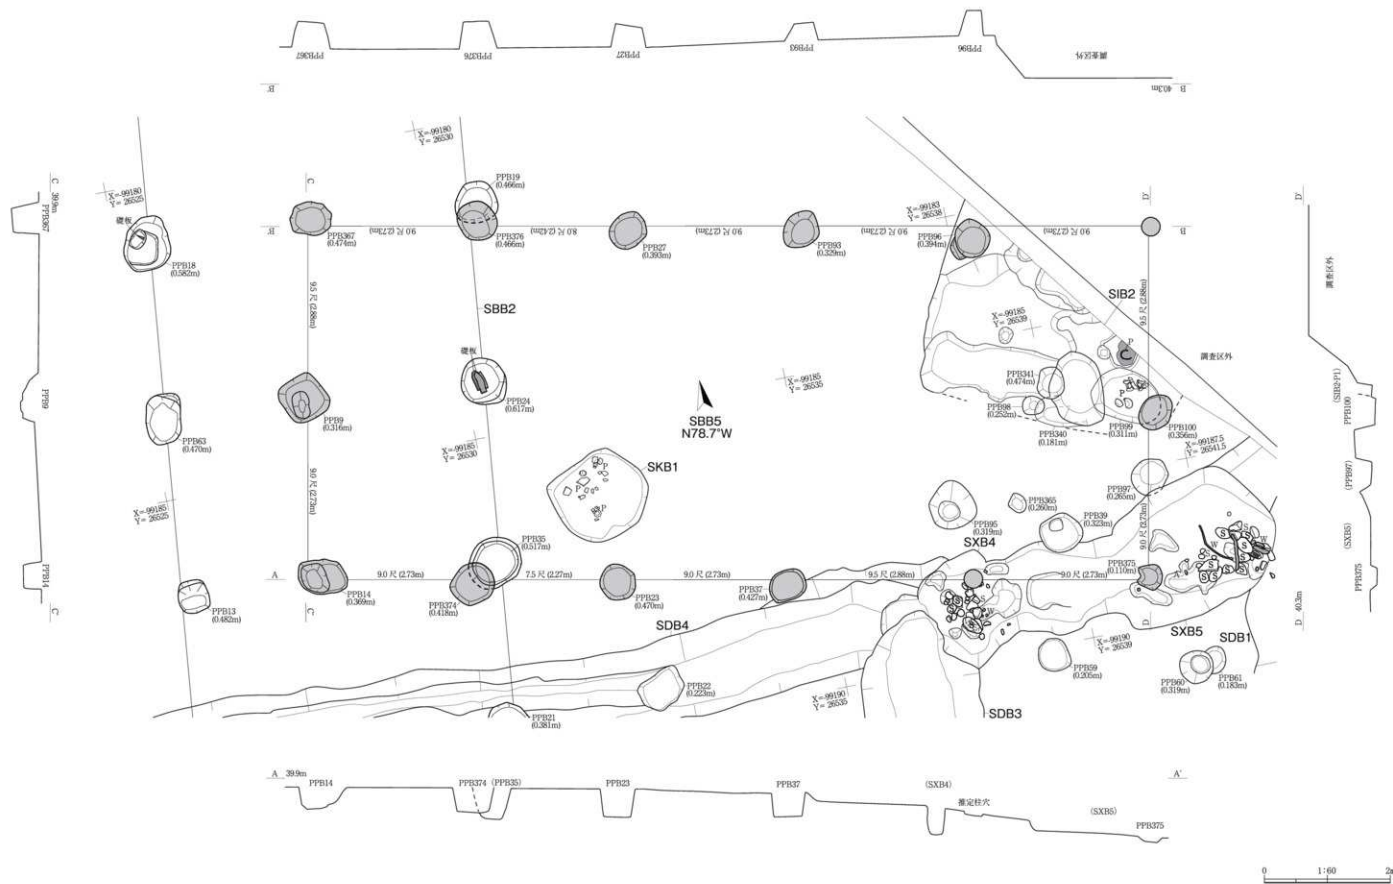 PPB367
PPB376
PPB27
PPB93
PPB96
調査区外
B'
40.3m
B
X=-99180
Y= 26530
C
39.9m
PPB367
X=-99180
Y= 26525
礎板
PPB18
(0.582m)
C
B'
PPB367
(0.474m)
9.0 尺 (2.73m)
PPB19
(0.466m)
PPB376
(0.466m)
8.0 尺 (2.42m)
PPB27
(0.393m)
9.0 尺 (2.73m)
PPB93
(0.329m)
9.0 尺 (2.73m)
X=-99183
Y= 26538
PPB96
(0.394m)
9.0 尺 (2.73m)
D'
B
D'
調査区外
9.5 尺 (2.88m)
SBB2
SIB2
9.5 尺 (2.88m)
X=-99185
Y= 26539
P
調査区外
礎板
PPB24
(0.617m)
PPB9
PPB9
(0.316m)
PPB63
(0.470m)
X=-99185
Y= 26535
SBB5
N78.7°W
PPB341
(0.474m)
PPB98
(0.252m)
PPB340
(0.181m)
P
PPB99
(0.311m)
PPB100
(0.356m)
(SIB2-P1)
PPB100
X=-99185
Y= 26530
X=-99187.5
Y= 26541.5
SKB1
P
P
P
PPB97
(0.265m)
(PPB97)
X=-99185
Y= 26525
9.0 尺 (2.73m)
PPB95
(0.319m)
PPB365
(0.260m)
PPB39
(0.323m)
SXB4
9.0 尺 (2.73m)
(SXB5)
PPB35
(0.517m)
A
9.0 尺 (2.73m)
7.5 尺 (2.27m)
9.0 尺 (2.73m)
9.5 尺 (2.88m)
9.0 尺 (2.73m)
PPB375
(0.110m)
A'
S
W
PPB14
PPB14
(0.369m)
PPB374
(0.418m)
PPB23
(0.470m)
PPB37
(0.427m)
PPB375
PPB13
(0.482m)
C'
C'
SDB4
S
W
D
SXB5
SDB1
D
40.3m
X=-99190
Y= 26539
PPB59
(0.205m)
PPB60
(0.319m)
PPB61
(0.183m)
PPB22
(0.223m)
X=-99190
Y= 26535
PPB21
(0.381m)
SDB3
A
39.9m
PPB14
PPB374
(PPB35)
PPB23
PPB37
(SXB4)
推定柱穴
(SXB5)
PPB375
A'
0
1:60